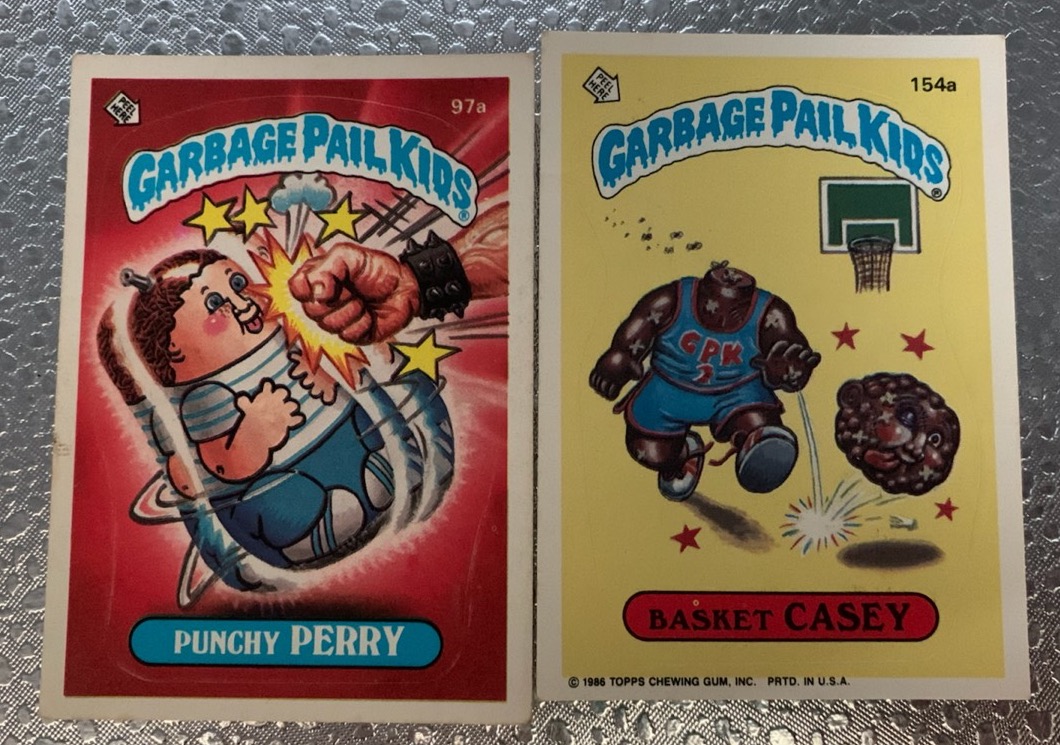 PEEL HERE
97a
GARBAGE PAIL KIDS®
PUNCHY PERRY
PEEL HERE
154a
GARBAGE PAIL KIDS®
GPK
BASKET CASEY
© 1986 TOPPS CHEWING GUM, INC. PRTD. IN U.S.A.